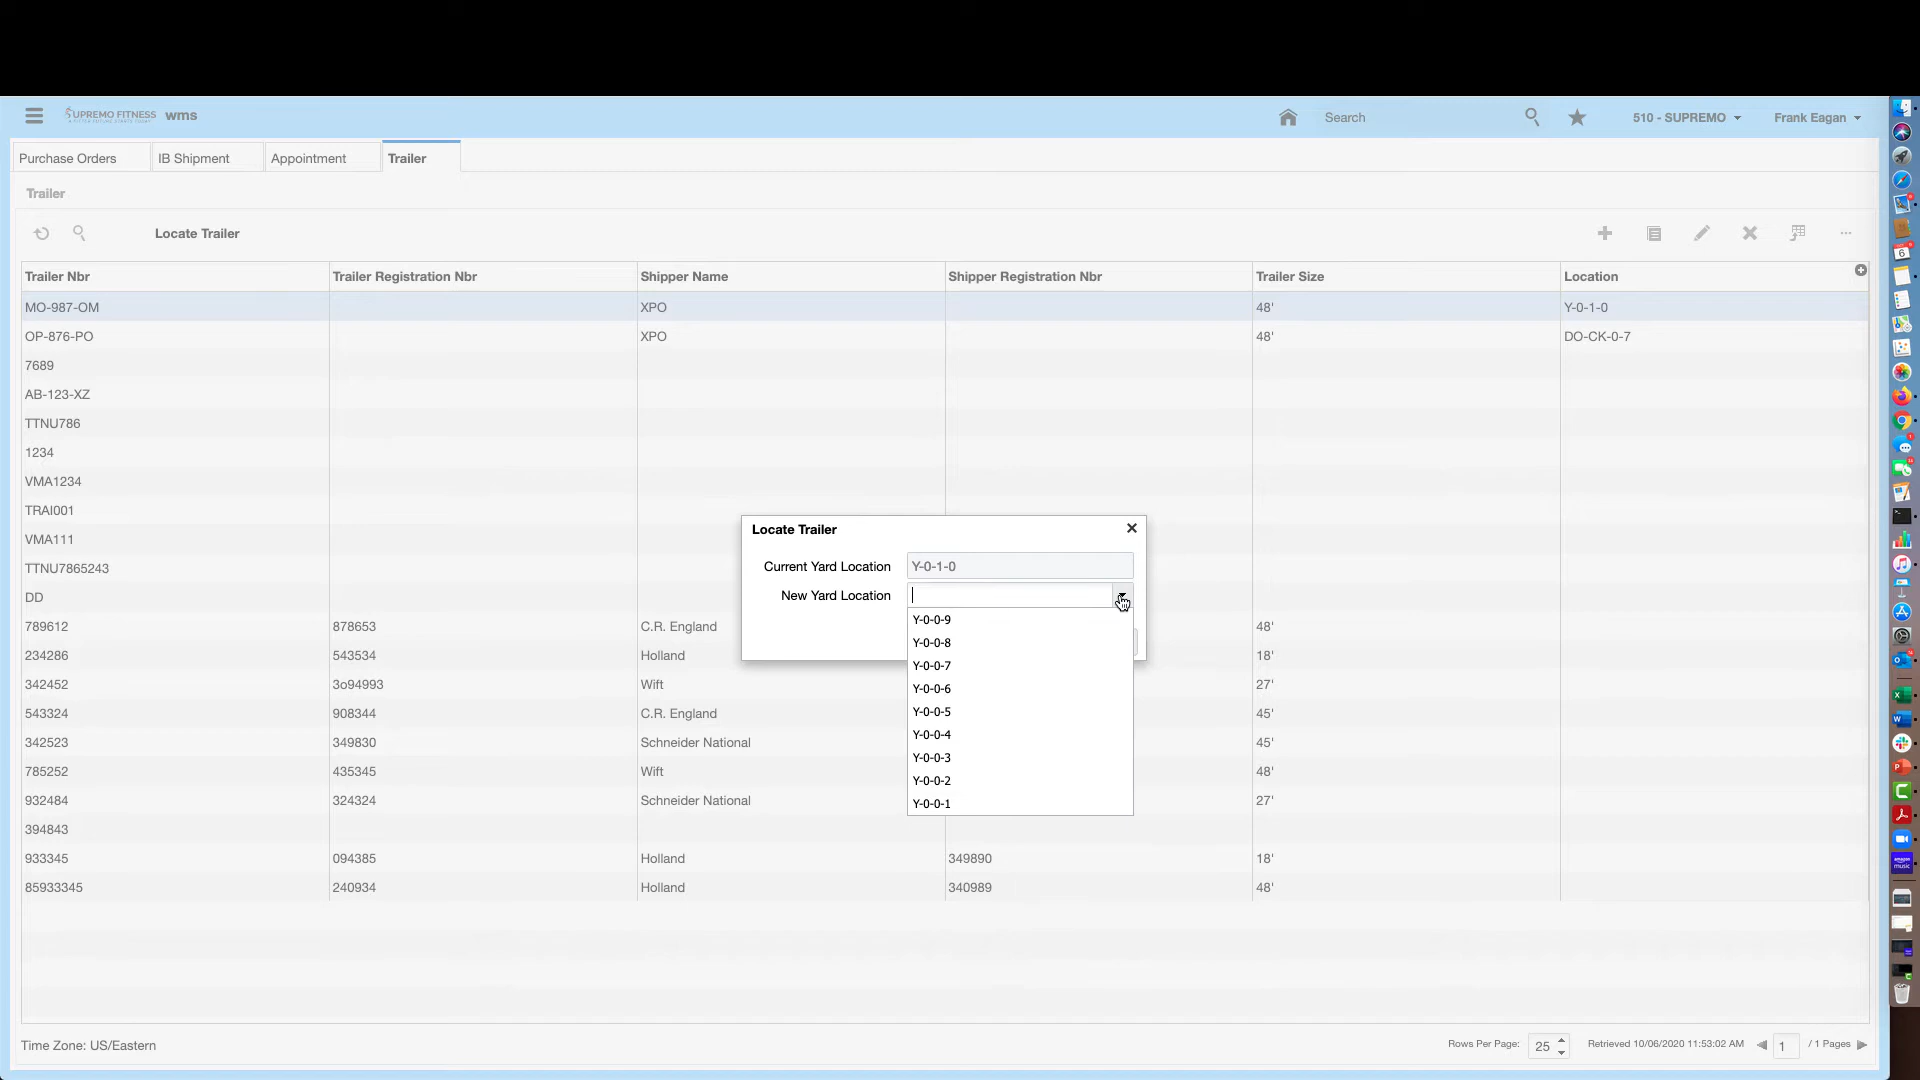 SUPREMO FITNESS wms
Search
510 - SUPREMO
Frank Eagan
Purchase Orders
IB Shipment
Appointment
Trailer
Trailer
Locate Trailer
Trailer Nbr Trailer Registration Nbr Shipper Name Shipper Registration Nbr Trailer Size Location
MO-987-OM XPO 48' Y-0-1-0
OP-876-PO XPO 48' DO-CK-0-7
7689
AB-123-XZ
TTNU786
1234
VMA1234
TRAI001
VMA111
TTNU7865243
DD
789612 878653 C.R. England 48'
234286 543534 Holland 18'
342452 3o94993 Wift 27'
543324 908344 C.R. England 45'
342523 349830 Schneider National 45'
785252 435345 Wift 48'
932484 324324 Schneider National 27'
394843
933345 094385 Holland 349890 18'
85933345 240934 Holland 340989 48'
Locate Trailer
Current Yard Location Y-0-1-0
New Yard Location
Y-0-0-9
Y-0-0-8
Y-0-0-7
Y-0-0-6
Y-0-0-5
Y-0-0-4
Y-0-0-3
Y-0-0-2
Y-0-0-1
Time Zone: US/Eastern
Rows Per Page: 25
Retrieved 10/06/2020 11:53:02 AM
1 / 1 Pages